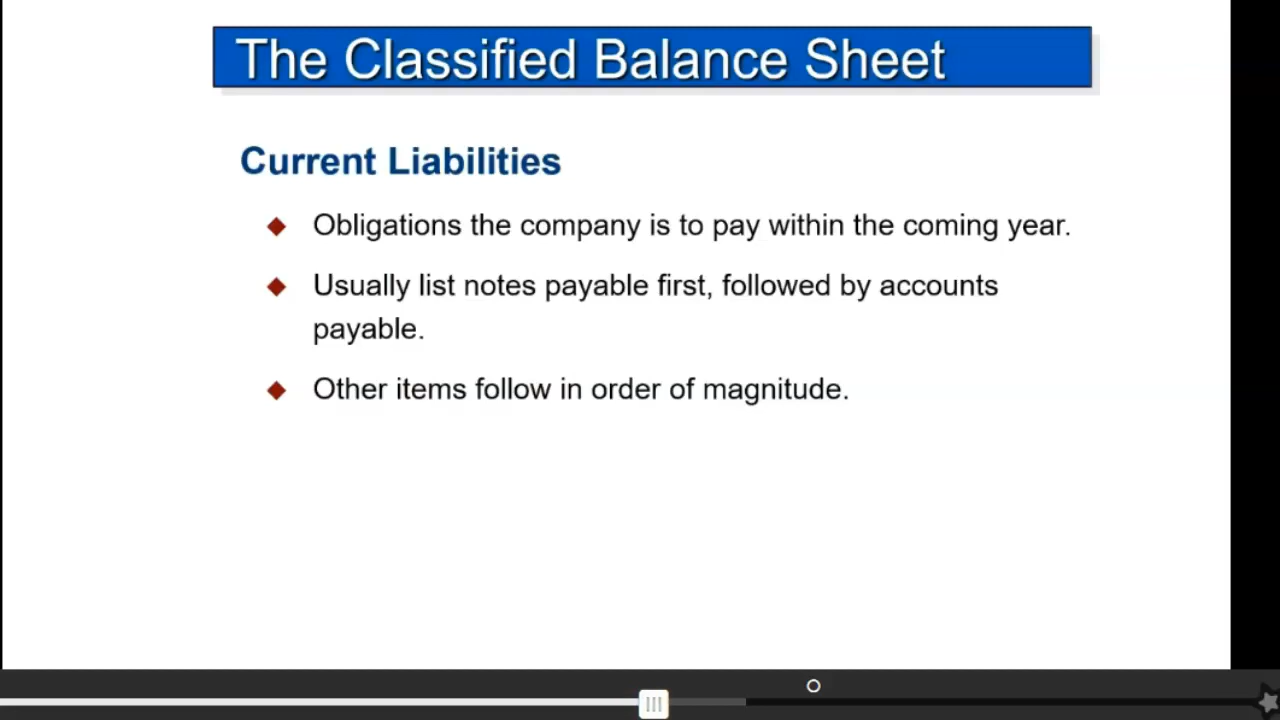 The Classified Balance Sheet
Current Liabilities
Obligations the company is to pay within the coming year.
Usually list notes payable first, followed by accounts
payable.
Other items follow in order of magnitude.